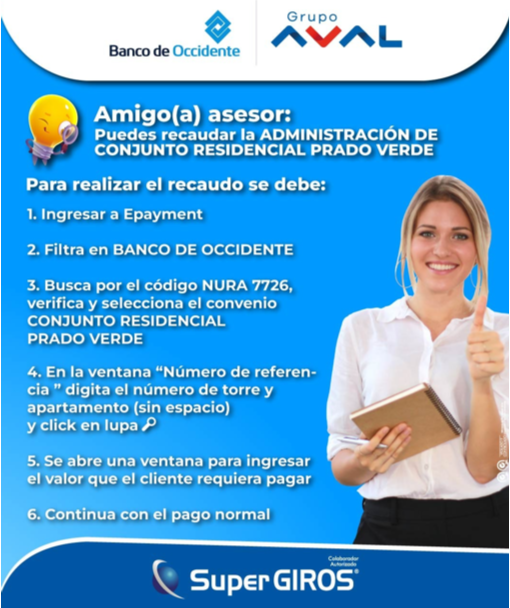 Banco de Occidente
Grupo
AVAL
Amigo(a) asesor:
Puedes recaudar la ADMINISTRACIÓN DE
CONJUNTO RESIDENCIAL PRADO VERDE
Para realizar el recaudo se debe:
1. Ingresar a Epayment
2. Filtra en BANCO DE OCCIDENTE
3. Busca por el código NURA 7726,
verifica y selecciona el convenio
CONJUNTO RESIDENCIAL
PRADO VERDE
4. En la ventana “Número de referen-
cia ” digita el número de torre y
apartamento (sin espacio)
y click en lupa
5. Se abre una ventana para ingresar
el valor que el cliente requiera pagar
6. Continua con el pago normal
Colaborador
Autorizado
SuperGIROS®